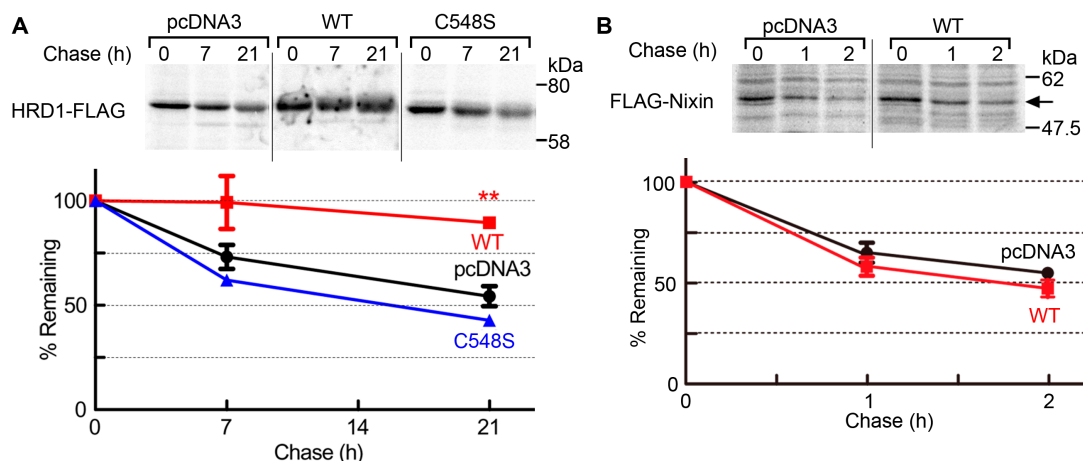 A
pcDNA3 WT C548S
Chase (h) 0 7 21 0 7 21 0 7 21
kDa
HRD1-FLAG
80
58
% Remaining
100
50
0
**
WT
pcDNA3
C548S
0 7 14 21
Chase (h)
B
pcDNA3 WT
Chase (h) 0 1 2 0 1 2
kDa
FLAG-Nixin
62
47.5
% Remaining
100
50
0
pcDNA3
WT
0 1 2
Chase (h)